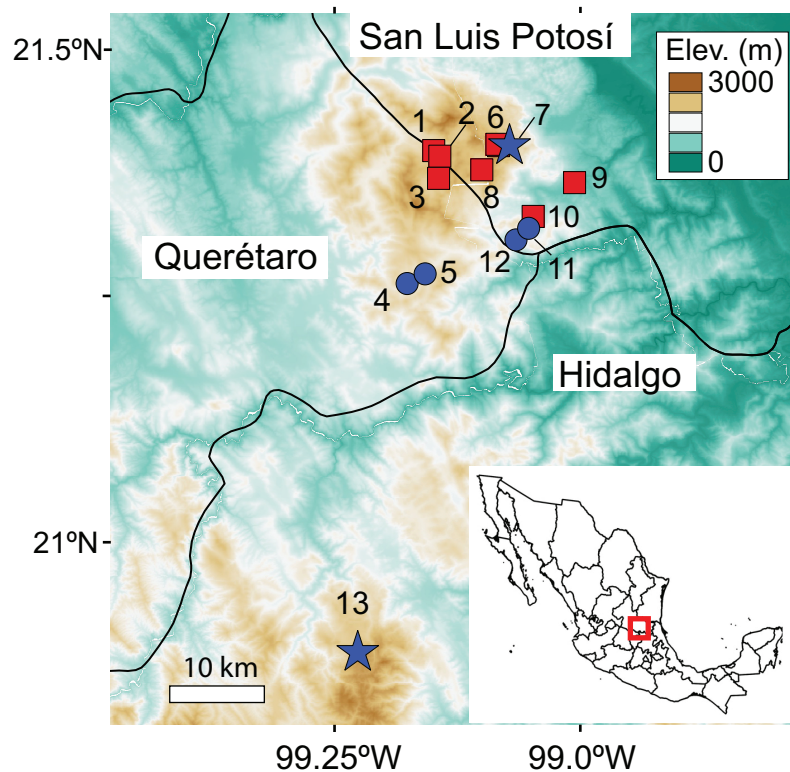 San Luis Potosí
21.5ºN
Elev. (m)
3000
0
1
2
6
7
3
8
9
10
Querétaro
12
11
4
5
Hidalgo
21ºN
13
10 km
99.25ºW
99.0ºW